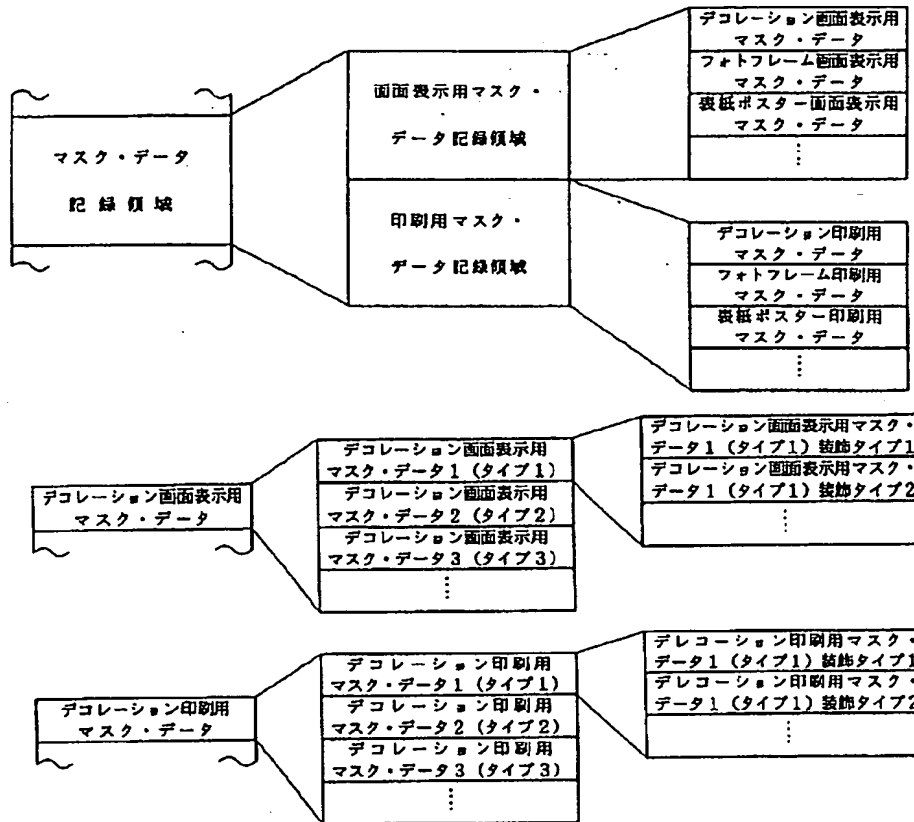 マスク・データ
記録領域
画面表示用マスク・
データ記録領域
印刷用マスク・
データ記録領域
デコレーション画面表示用
マスク・データ
フォトフレーム画面表示用
マスク・データ
表紙ポスター画面表示用
マスク・データ
⋮
デコレーション印刷用
マスク・データ
フォトフレーム印刷用
マスク・データ
表紙ポスター印刷用
マスク・データ
⋮
デコレーション画面表示用
マスク・データ
デコレーション画面表示用
マスク・データ1(タイプ1)
デコレーション画面表示用
マスク・データ2(タイプ2)
デコレーション画面表示用
マスク・データ3(タイプ3)
⋮
デコレーション画面表示用マスク・
データ1(タイプ1)装飾タイプ1
デコレーション画面表示用マスク・
データ1(タイプ1)装飾タイプ2
⋮
デコレーション印刷用
マスク・データ
デコレーション印刷用
マスク・データ1(タイプ1)
デコレーション印刷用
マスク・データ2(タイプ2)
デコレーション印刷用
マスク・データ3(タイプ3)
⋮
デレコーション印刷用マスク・
データ1(タイプ1)装飾タイプ1
デレコーション印刷用マスク・
データ1(タイプ1)装飾タイプ2
⋮